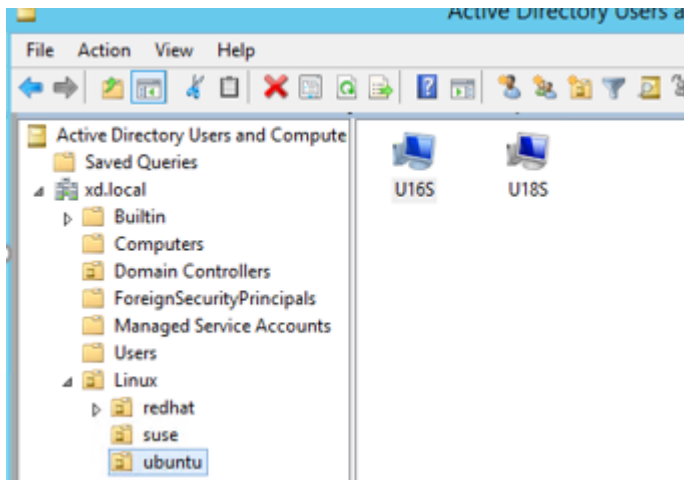 Active Directory Users a
File Action View Help
Active Directory Users and Compute
Saved Queries
xd.local
Builtin
Computers
Domain Controllers
ForeignSecurityPrincipals
Managed Service Accounts
Users
Linux
redhat
suse
ubuntu
U16S U18S